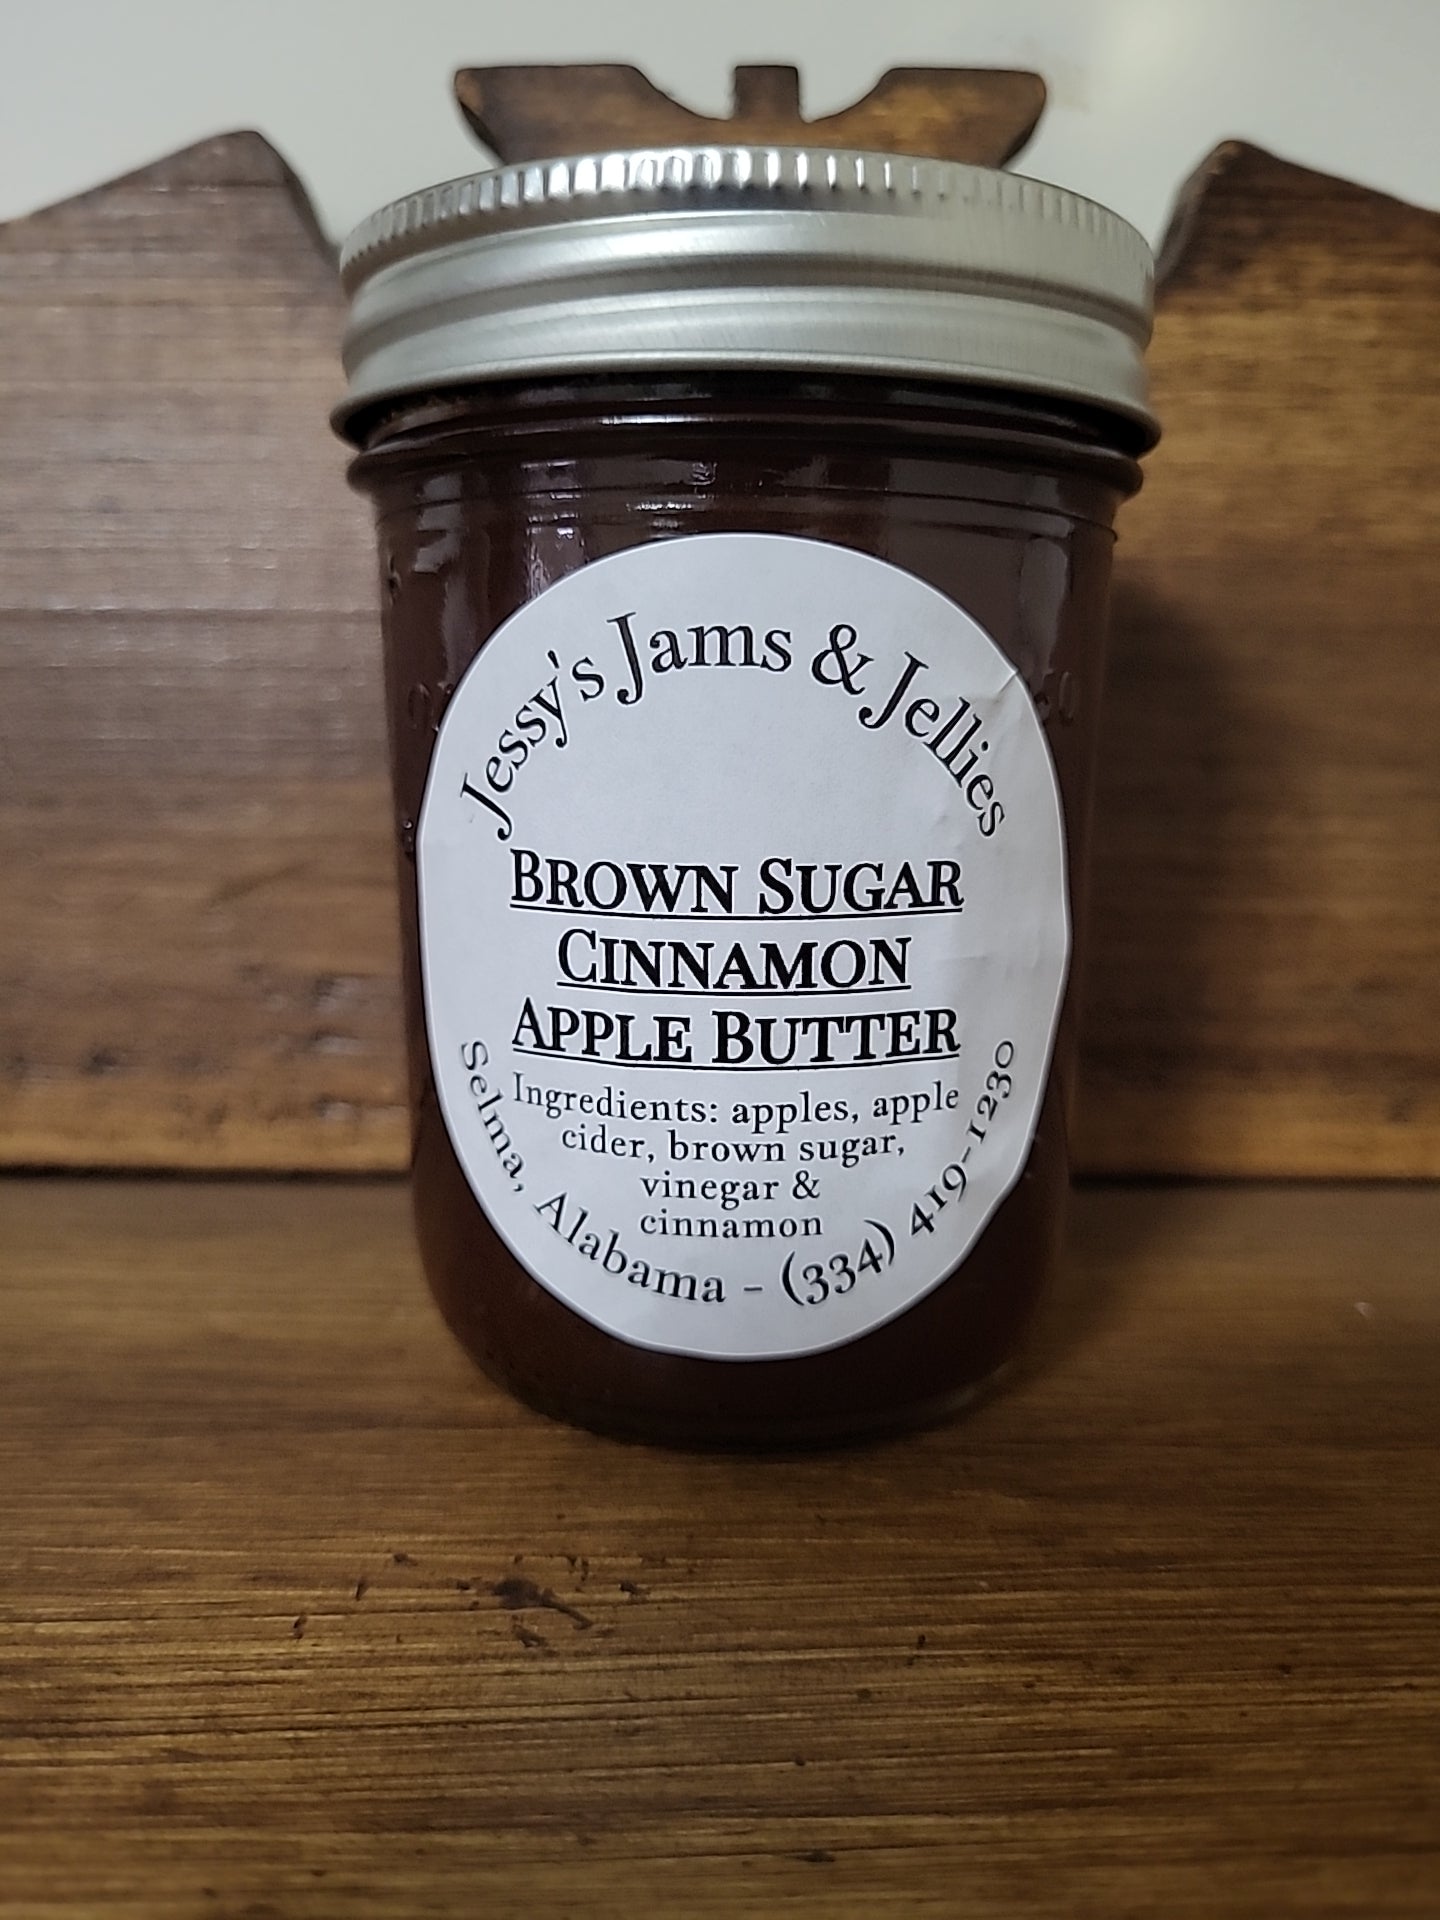 Jessy's Jams & Jellies
BROWN SUGAR
CINNAMON
APPLE BUTTER
Ingredients: apples, apple
cider, brown sugar,
vinegar &
cinnamon
Selma, Alabama - (334) 419-1230